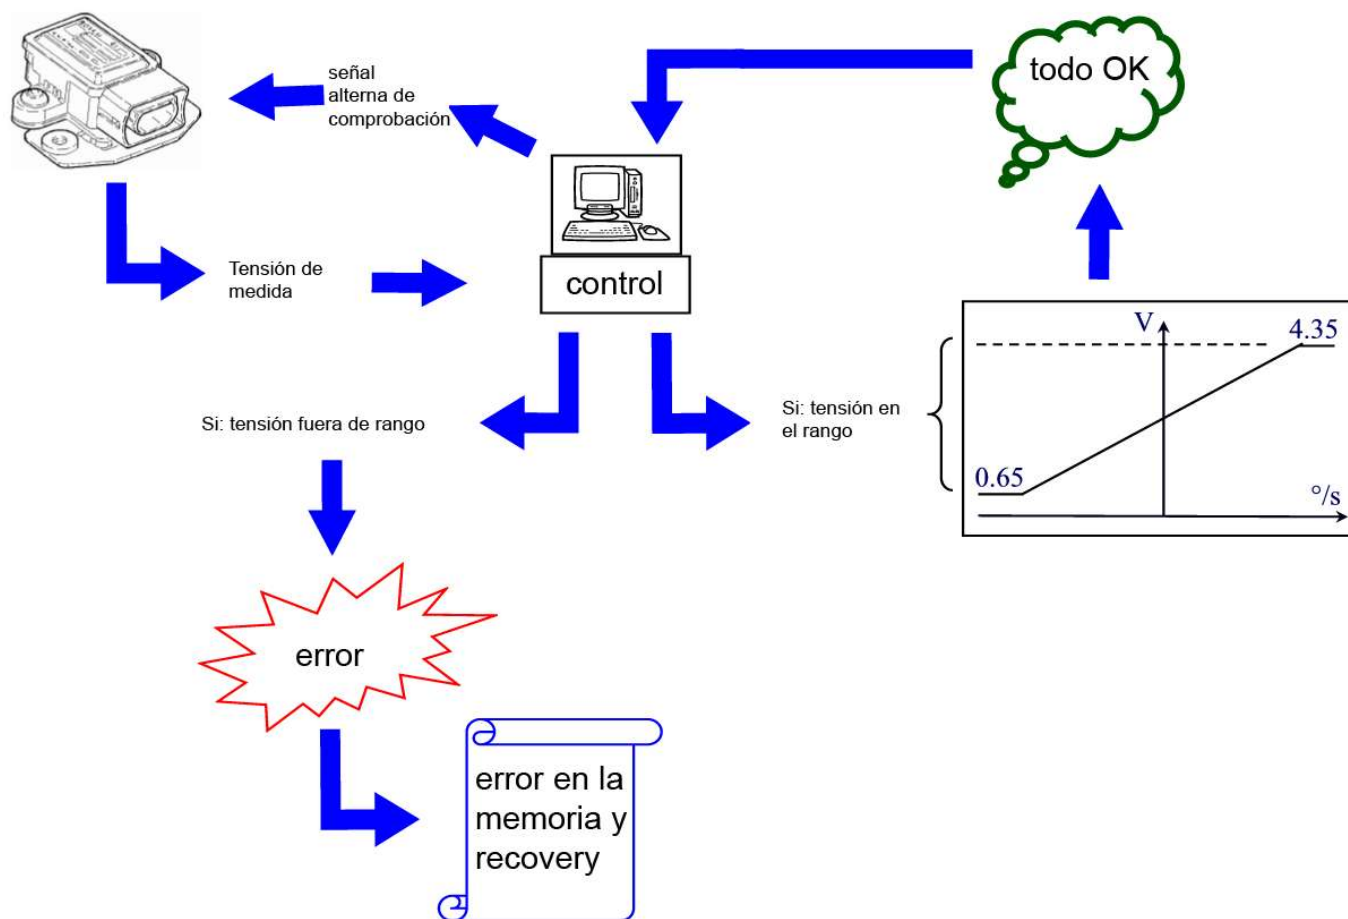 todo OK
señal
alterna de
comprobación
Tensión de
medida
control
V
4.35
Si: tensión fuera de rango
Si: tensión en
el rango
0.65
°/s
error
error en la
memoria y
recovery